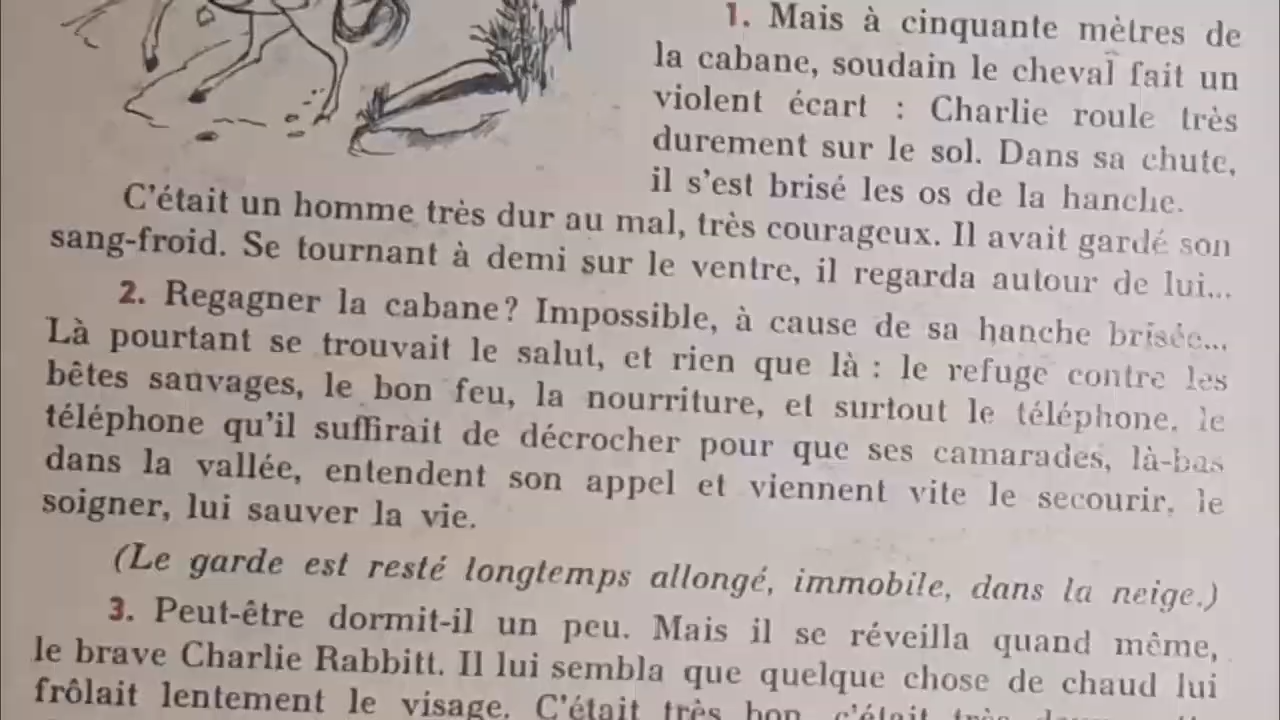 1. Mais à cinquante mètres de
la cabane, soudain le cheval fait un
violent écart : Charlie roule très
durement sur le sol. Dans sa chute,
il s'est brisé les os de la hanche.
C'était un homme très dur au mal, très courageux. Il avait gardé son
sang-froid. Se tournant à demi sur le ventre, il regarda autour de lui...
2. Regagner la cabane? Impossible, à cause de sa hanche brisée...
Là pourtant se trouvait le salut, et rien que là : le refuge contre les
bêtes sauvages, le bon feu, la nourriture, et surtout le téléphone, le
téléphone qu'il suffirait de décrocher pour que ses camarades, là-bas
dans la vallée, entendent son appel et viennent vite le secourir, le
soigner, lui sauver la vie.
(Le garde est resté longtemps allongé, immobile, dans la neige.)
3. Peut-être dormit-il un peu. Mais il se réveilla quand même,
le brave Charlie Rabbitt. Il lui sembla que quelque chose de chaud lui
frôlait lentement le visage. C'était très bon, c'était très